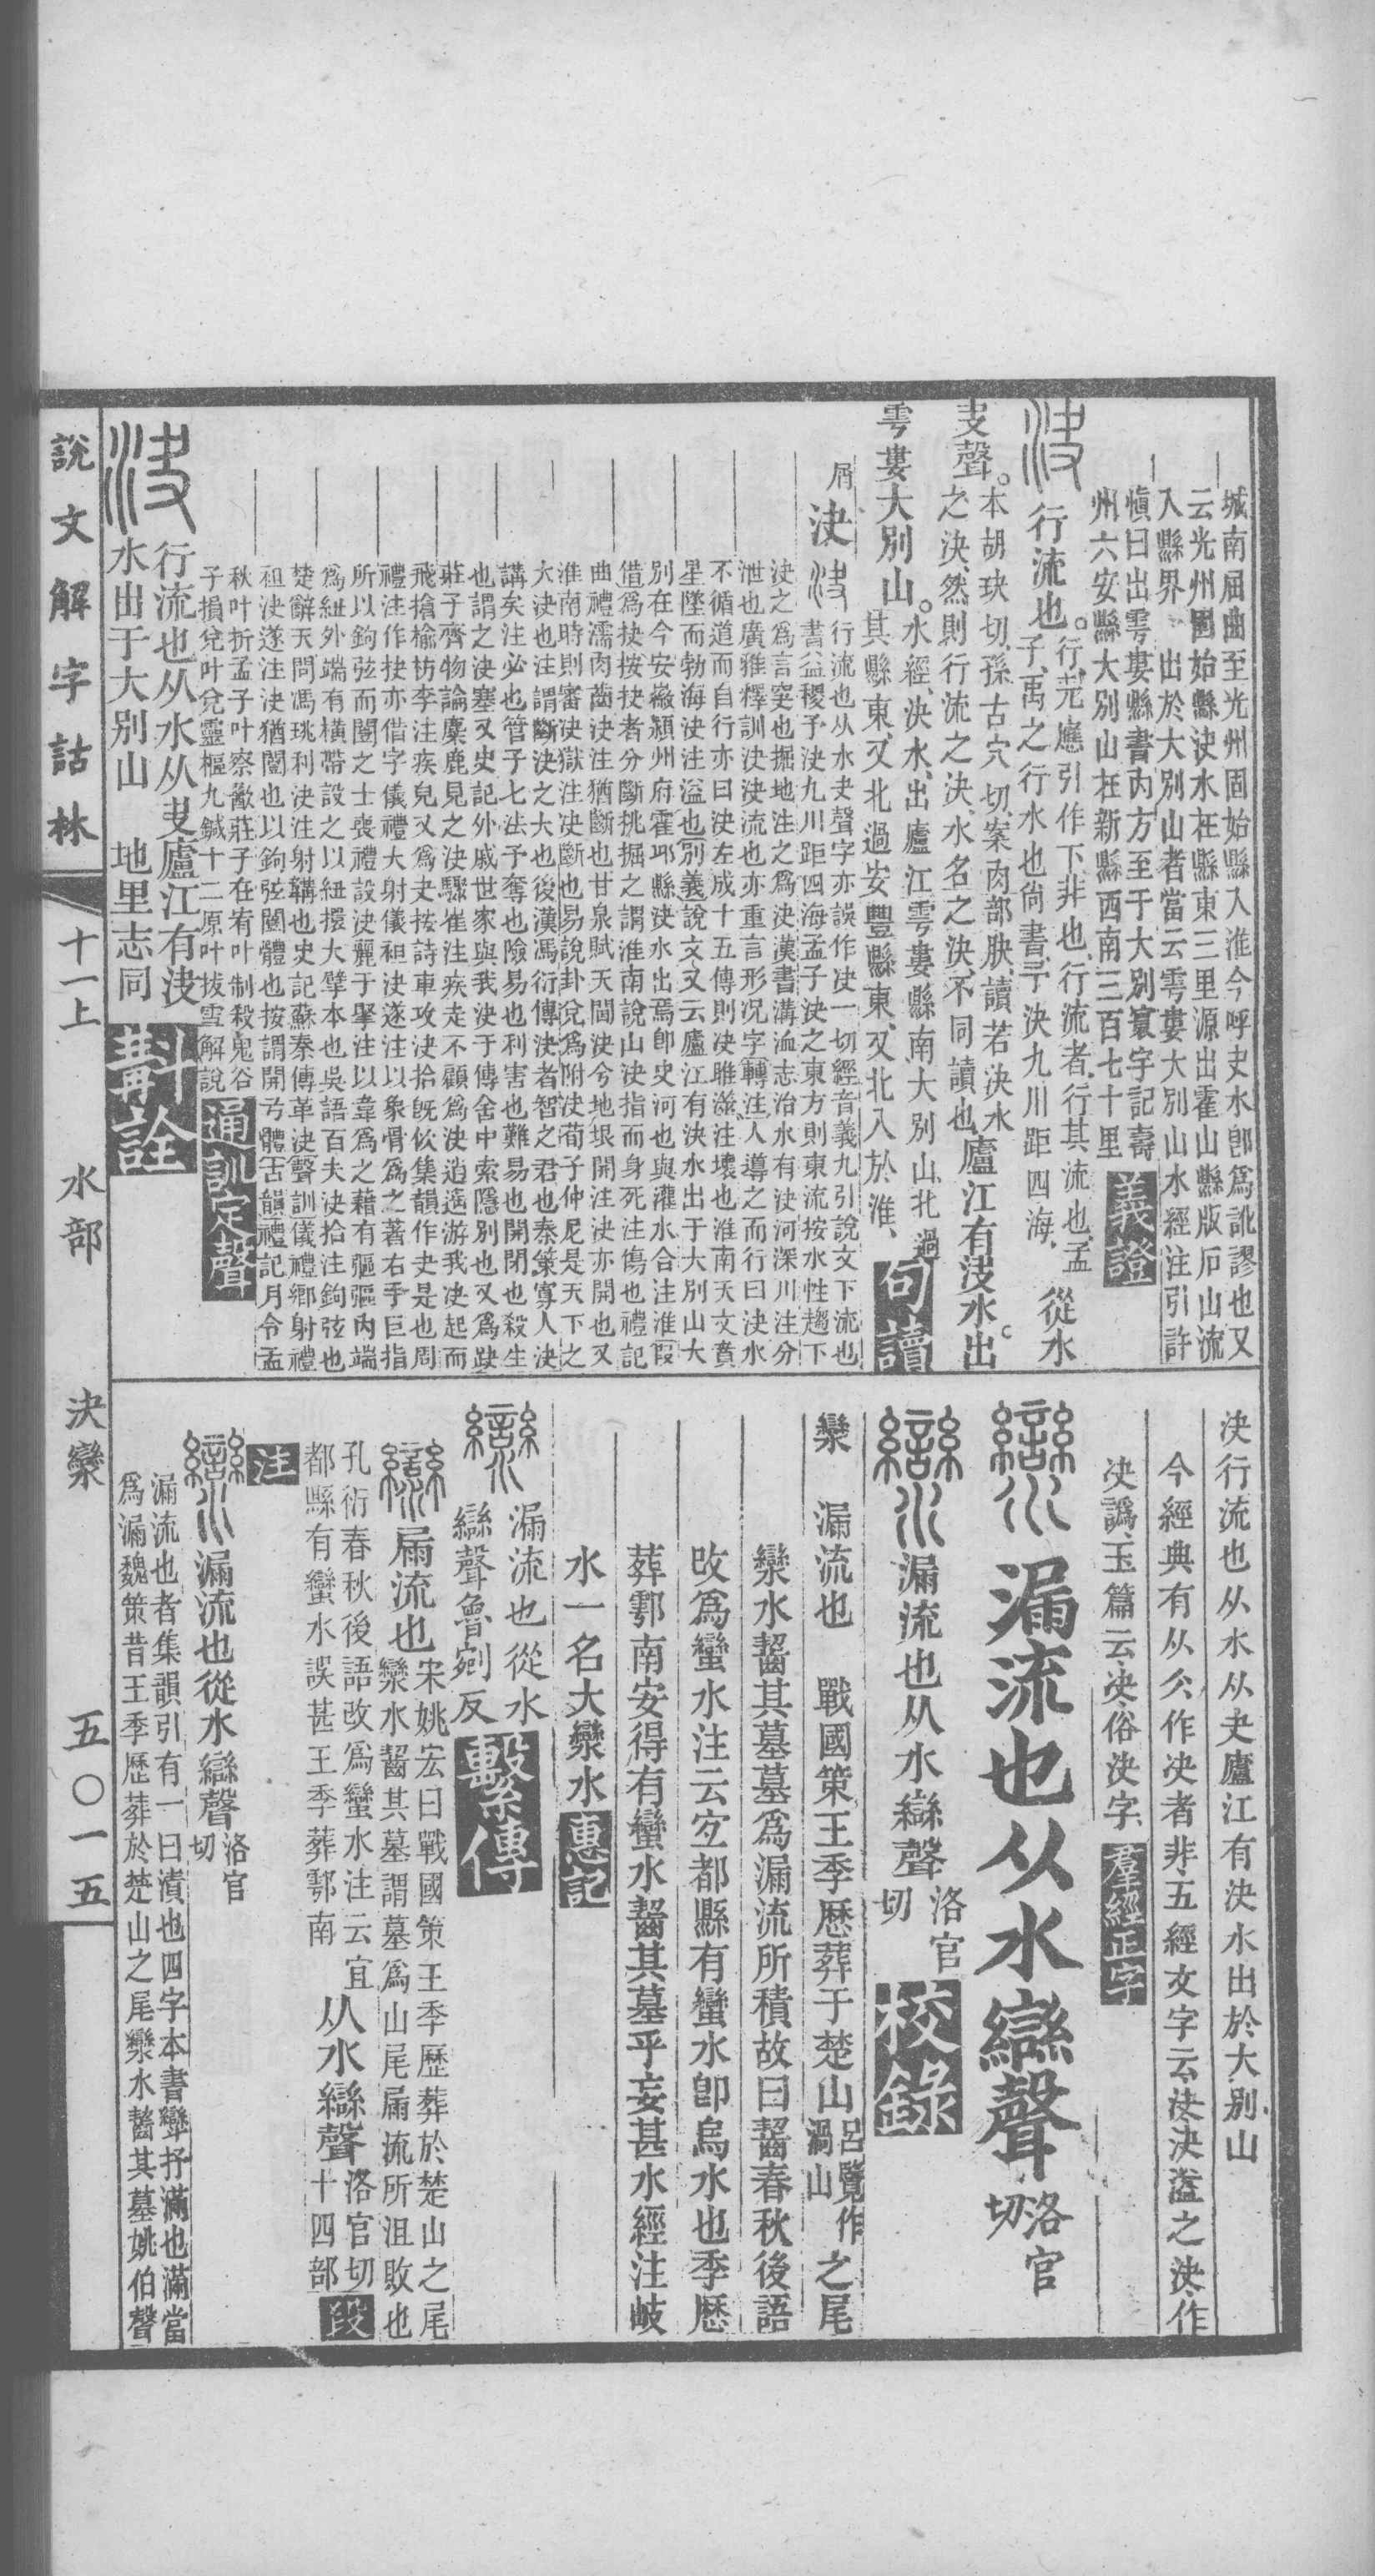 城南屈曲至光州固始縣入淮今呼史水卽爲訛謬也又
云光州固始縣決水在縣東三里源出霍山縣版石山流
入縣界 出於大別山者當云雩婁大別山水經注引許
愼曰出雩婁縣書內方至于大別寰字記壽
州六安縣大別山在新縣西南三百七十里 義證
行流也。行元應引作下非也行流者行其流也孟
子禹之行水也尙書予決九川距四海 從水
夬聲。本胡玦切孫古穴切案肉部胅讀若決水
之決然則行流之決水名之決不同讀也 廬江有決水。出
雩婁大別山。水經決水出廬江雩婁縣南大別山北過
其縣東又北過安豐縣東又北入於淮 句讀
屑 決 行流也从水夬聲字亦誤作决一切經音義九引說文下流也
書益稷予決九川距四海孟子決之東方則東流按水性趨下
決之爲言突也掘地注之爲決漢書溝洫志治水有決河深川注分
泄也廣雅釋訓決決流也亦重言形况字轉注人導之而行曰決水
不循道而自行亦曰決左成十五傳則決睢澨注壞也淮南天文賁
星墜而勃海決注溢也別義說文又云廬江有決水出于大別山大
別在今安徽潁州府霍邱縣決水出焉卽史河也與灌水合注淮叚
借爲抉按抉者分斷挑掘之謂淮南說山決指而身死注傷也禮記
曲禮濡肉齒決注猶斷也甘泉賦天閫決兮地垠開注決亦開也又
淮南時則審決獄注决斷也易說卦兌爲附决荀子仲尼是天下之
大決也注謂斷決之大也後漢馮衍傳決者智之君也秦策寡人決
講矣注必也管子七法予奪也險易也利害也難易也開閉也殺生
也謂之決塞又史記外戚世家與我決于傳舍中索隱別也又爲趹
莊子齊物論麋鹿見之決驟崔注疾走不顧爲決逍遙游我決起而
飛搶榆枋李注疾皃又爲夬按詩車攻決拾旣佽集韻作夬是也周
禮注作抉亦借字儀禮大射儀袒決遂注以象骨爲之著右手巨指
所以鉤弦而闓之士喪禮設決麗于掔注以韋爲之藉有彄彄內端
爲紐外端有橫帶設之以紐擐大擘本也吳語百夫決拾注鉤弦也
楚辭天問馮珧利決注射韝也史記蘇秦傳革決聲訓儀禮鄉射禮
袒決遂注決猶闓也以鉤弦闓體也按謂開弓體古韻禮記月令孟
秋叶折孟子叶察歠莊子在宥叶制殺鬼谷
子損兌叶兌靈樞九鍼十二原叶拔雪解說 通訓定聲
行流也从水从夬廬江有決
水出于大別山 地里志同 斠詮
決行流也从水从夬廬江有決水出於大別山
今經典有从冫作决者非五經文字云決決盜之決作
决譌玉篇云决俗決字 羣經正字
漏流也从水䜌聲 洛官切
漏流也从水䜌聲 洛官切 校錄
灓 漏流也 戰國策王季歷葬于楚山 呂覽作渦山 之尾
灓水齧其墓墓爲漏流所積故曰齧春秋後語
改爲蠻水注云宜都縣有蠻水卽烏水也季歷
葬鄠南安得有蠻水齧其墓乎妄甚水經注岐
水一名大灓水 惠記
漏流也從水
䜌聲魯剜反 繫傳
屚流也 宋姚宏曰戰國策王季歷葬於楚山之尾
灓水齧其墓謂墓爲山尾屚流所沮敗也
孔衍春秋後語改爲蠻水注云宜
都縣有蠻水誤甚王季葬鄠南 从水䜌聲 洛官切
十四部 段
注
漏流也從水䜌聲 洛官切
漏流也者集韻引有一曰漬也四字本書㪻抒滿也滿當
爲漏魏策昔王季歷葬於楚山之尾灓水齧其墓姚伯聲
說文解字詁林 十一上 水部 決灓 五〇一五